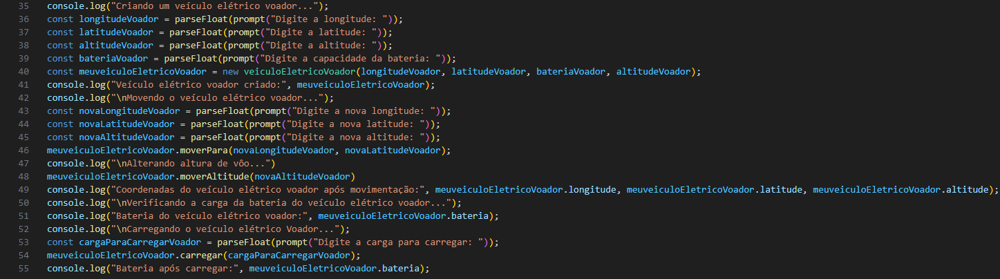 35 console.log("Criando um veículo elétrico voador...");
36 const longitudeVoador = parseFloat(prompt("Digite a longitude: "));
37 const latitudeVoador = parseFloat(prompt("Digite a latitude: "));
38 const altitudeVoador = parseFloat(prompt("Digite a altitude: "));
39 const bateriaVoador = parseFloat(prompt("Digite a capacidade da bateria: "));
40 const meuveiculoEletricoVoador = new veiculoEletricoVoador(longitudeVoador, latitudeVoador, bateriaVoador, altitudeVoador);
41 console.log("Veículo elétrico voador criado:", meuveiculoEletricoVoador);
42 console.log("\nMovendo o veículo elétrico voador...");
43 const novaLongitudeVoador = parseFloat(prompt("Digite a nova longitude: "));
44 const novaLatitudeVoador = parseFloat(prompt("Digite a nova latitude: "));
45 const novaAltitudeVoador = parseFloat(prompt("Digite a nova altitude: "));
46 meuveiculoEletricoVoador.moverPara(novaLongitudeVoador, novaLatitudeVoador);
47 console.log("\nAlterando altura de vôo...")
48 meuveiculoEletricoVoador.moverAltitude(novaAltitudeVoador)
49 console.log("Coordenadas do veículo elétrico voador após movimentação:", meuveiculoEletricoVoador.longitude, meuveiculoEletricoVoador.latitude, meuveiculoEletricoVoador.altitude);
50 console.log("\nVerificando a carga da bateria do veículo elétrico voador...");
51 console.log("Bateria do veículo elétrico voador:", meuveiculoEletricoVoador.bateria);
52 console.log("\nCarregando o veículo elétrico Voador...");
53 const cargaParaCarregarVoador = parseFloat(prompt("Digite a carga para carregar: "));
54 meuveiculoEletricoVoador.carregar(cargaParaCarregarVoador);
55 console.log("Bateria após carregar:", meuveiculoEletricoVoador.bateria);